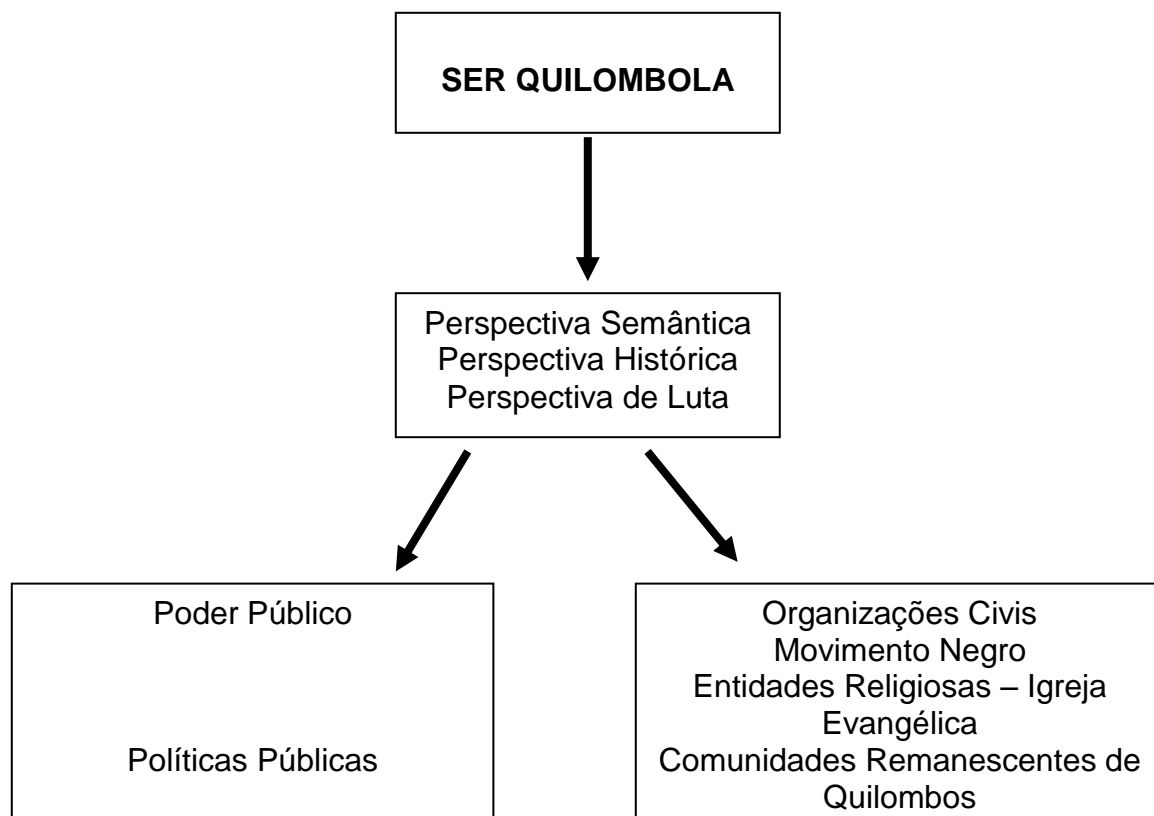 SER QUILOMBOLA
Perspectiva Semântica
Perspectiva Histórica
Perspectiva de Luta
Poder Público
Políticas Públicas
Organizações Civis
Movimento Negro
Entidades Religiosas – Igreja
Evangélica
Comunidades Remanescentes de
Quilombos